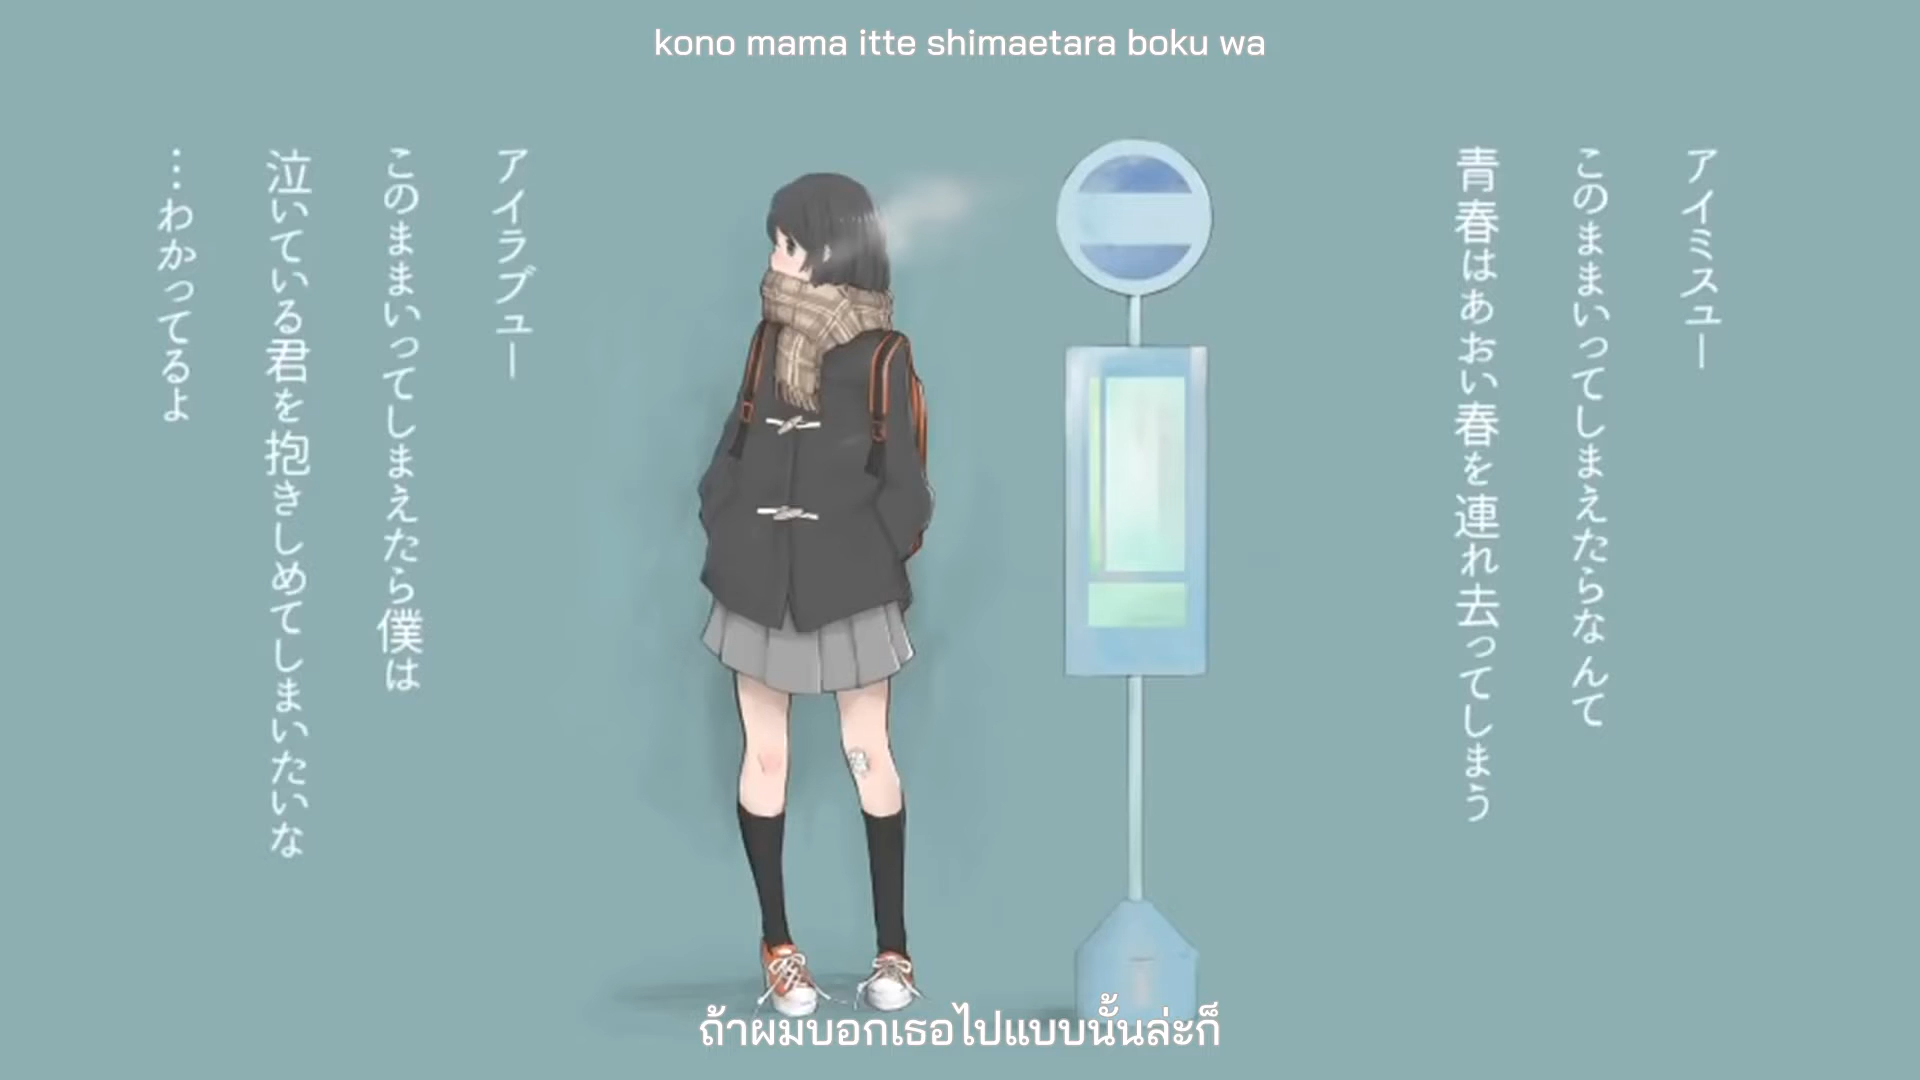 kono mama itte shimaetara boku wa
アイミスユー
このままいってしまえたらなんて
青春はあおい春を連れ去ってしまう
アイラブユー
このままいってしまえたら僕は
泣いている君を抱きしめてしまいたいな
…わかってるよ
ถ้าผมบอกเธอไปแบบนั้นล่ะก็